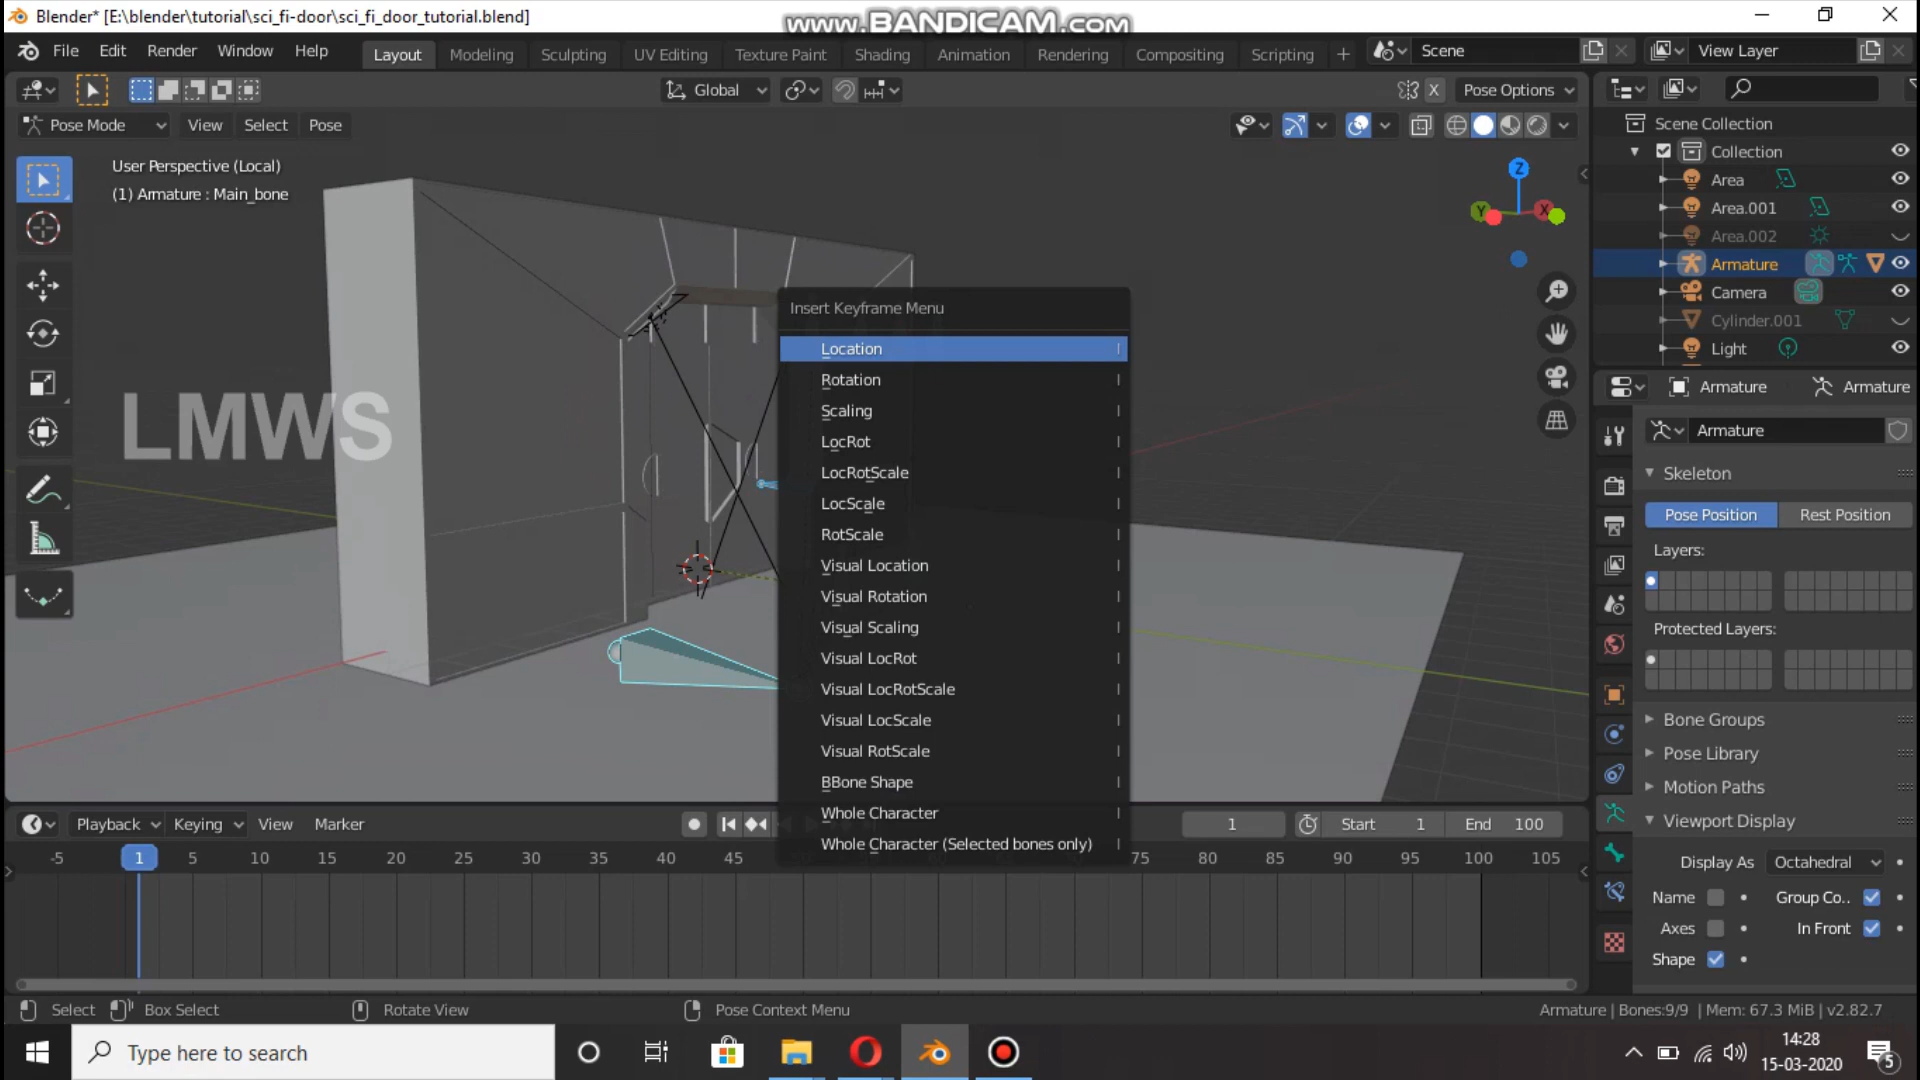 Blender* [E:\blender\tutorial\sci_fi-door\sci_fi_door_tutorial.blend]
www.BANDICAM.com
File Edit Render Window Help
Layout Modeling Sculpting UV Editing Texture Paint Shading Animation Rendering Compositing Scripting +
Scene
View Layer
Global
X
Pose Options
Pose Mode View Select Pose
User Perspective (Local)
(1) Armature : Main_bone
Z
Y
X
LMWS
Scene Collection
Collection
Area
Area.001
Area.002
Armature
Camera
Cylinder.001
Light
Insert Keyframe Menu
Location I
Rotation I
Scaling I
LocRot I
LocRotScale I
LocScale I
RotScale I
Visual Location I
Visual Rotation I
Visual Scaling I
Visual LocRot I
Visual LocRotScale I
Visual LocScale I
Visual RotScale I
BBone Shape I
Whole Character I
Whole Character (Selected bones only) I
Armature Armature
Armature
Skeleton
Pose Position Rest Position
Layers:
Protected Layers:
Bone Groups
Pose Library
Motion Paths
Viewport Display
Display As Octahedral
Name Group Co..
Axes In Front
Shape
Playback Keying View Marker
1 Start 1 End 100
-5 1 5 10 15 20 25 30 35 40 45 75 80 85 90 95 100 105
Select Box Select Rotate View Pose Context Menu
Armature | Bones:9/9 | Mem: 67.3 MiB | v2.82.7
Type here to search
14:28
15-03-2020
5